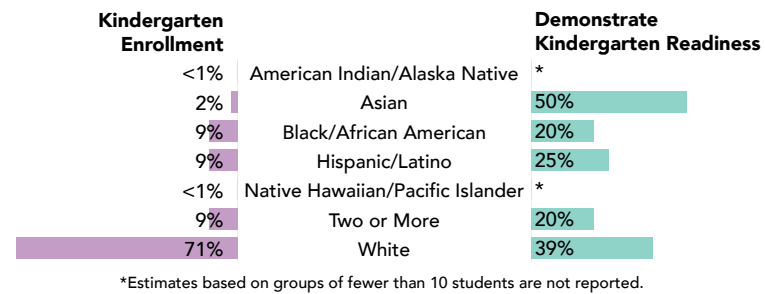 Kindergarten
Enrollment
Demonstrate
Kindergarten Readiness
<1% American Indian/Alaska Native *
2% Asian 50%
9% Black/African American 20%
9% Hispanic/Latino 25%
<1% Native Hawaiian/Pacific Islander *
9% Two or More 20%
71% White 39%
*Estimates based on groups of fewer than 10 students are not reported.